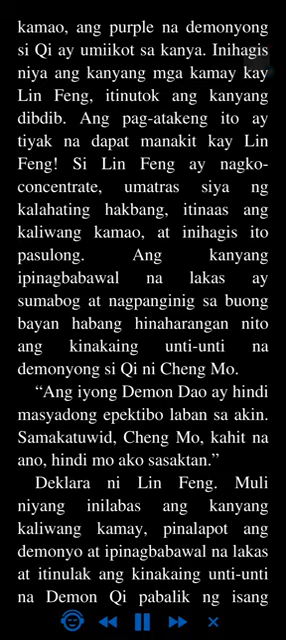 kamao, ang purple na demonyong
si Qi ay umiikot sa kanya. Inihagis
niya ang kanyang mga kamay kay
Lin Feng, itinutok ang kanyang
dibdib. Ang pag-atakeng ito ay
tiyak na dapat manakit kay Lin
Feng! Si Lin Feng ay nagko-
concentrate, umatras siya ng
kalahating hakbang, itinaas ang
kaliwang kamao, at inihagis ito
pasulong. Ang kanyang
ipinagbabawal na lakas ay
sumabog at nagpanginig sa buong
bayan habang hinaharangan nito
ang kinakaing unti-unti na
demonyong si Qi ni Cheng Mo.
“Ang iyong Demon Dao ay hindi
masyadong epektibo laban sa akin.
Samakatuwid, Cheng Mo, kahit na
ano, hindi mo ako sasaktan.”
Deklara ni Lin Feng. Muli
niyang inilabas ang kanyang
kaliwang kamay, pinalapot ang
demonyo at ipinagbabawal na lakas
at itinulak ang kinakaing unti-unti
na Demon Qi pabalik ng isang